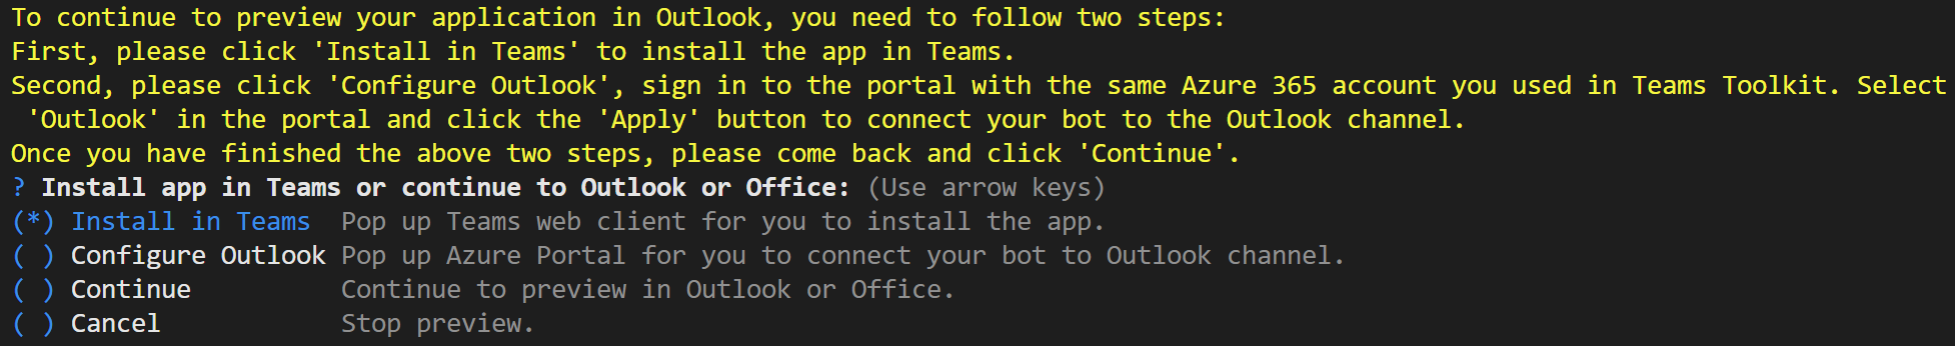 To continue to preview your application in Outlook, you need to follow two steps:
First, please click 'Install in Teams' to install the app in Teams.
Second, please click 'Configure Outlook', sign in to the portal with the same Azure 365 account you used in Teams Toolkit. Select
 'Outlook' in the portal and click the 'Apply' button to connect your bot to the Outlook channel.
Once you have finished the above two steps, please come back and click 'Continue'.
? Install app in Teams or continue to Outlook or Office: (Use arrow keys)
(*) Install in Teams  Pop up Teams web client for you to install the app.
( ) Configure Outlook Pop up Azure Portal for you to connect your bot to Outlook channel.
( ) Continue          Continue to preview in Outlook or Office.
( ) Cancel            Stop preview.